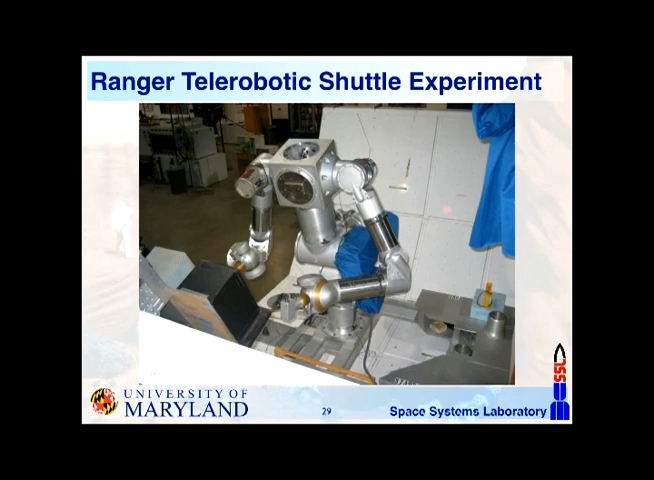 Ranger Telerobotic Shuttle Experiment
UNIVERSITY OF
MARYLAND
29
Space Systems Laboratory
SSL